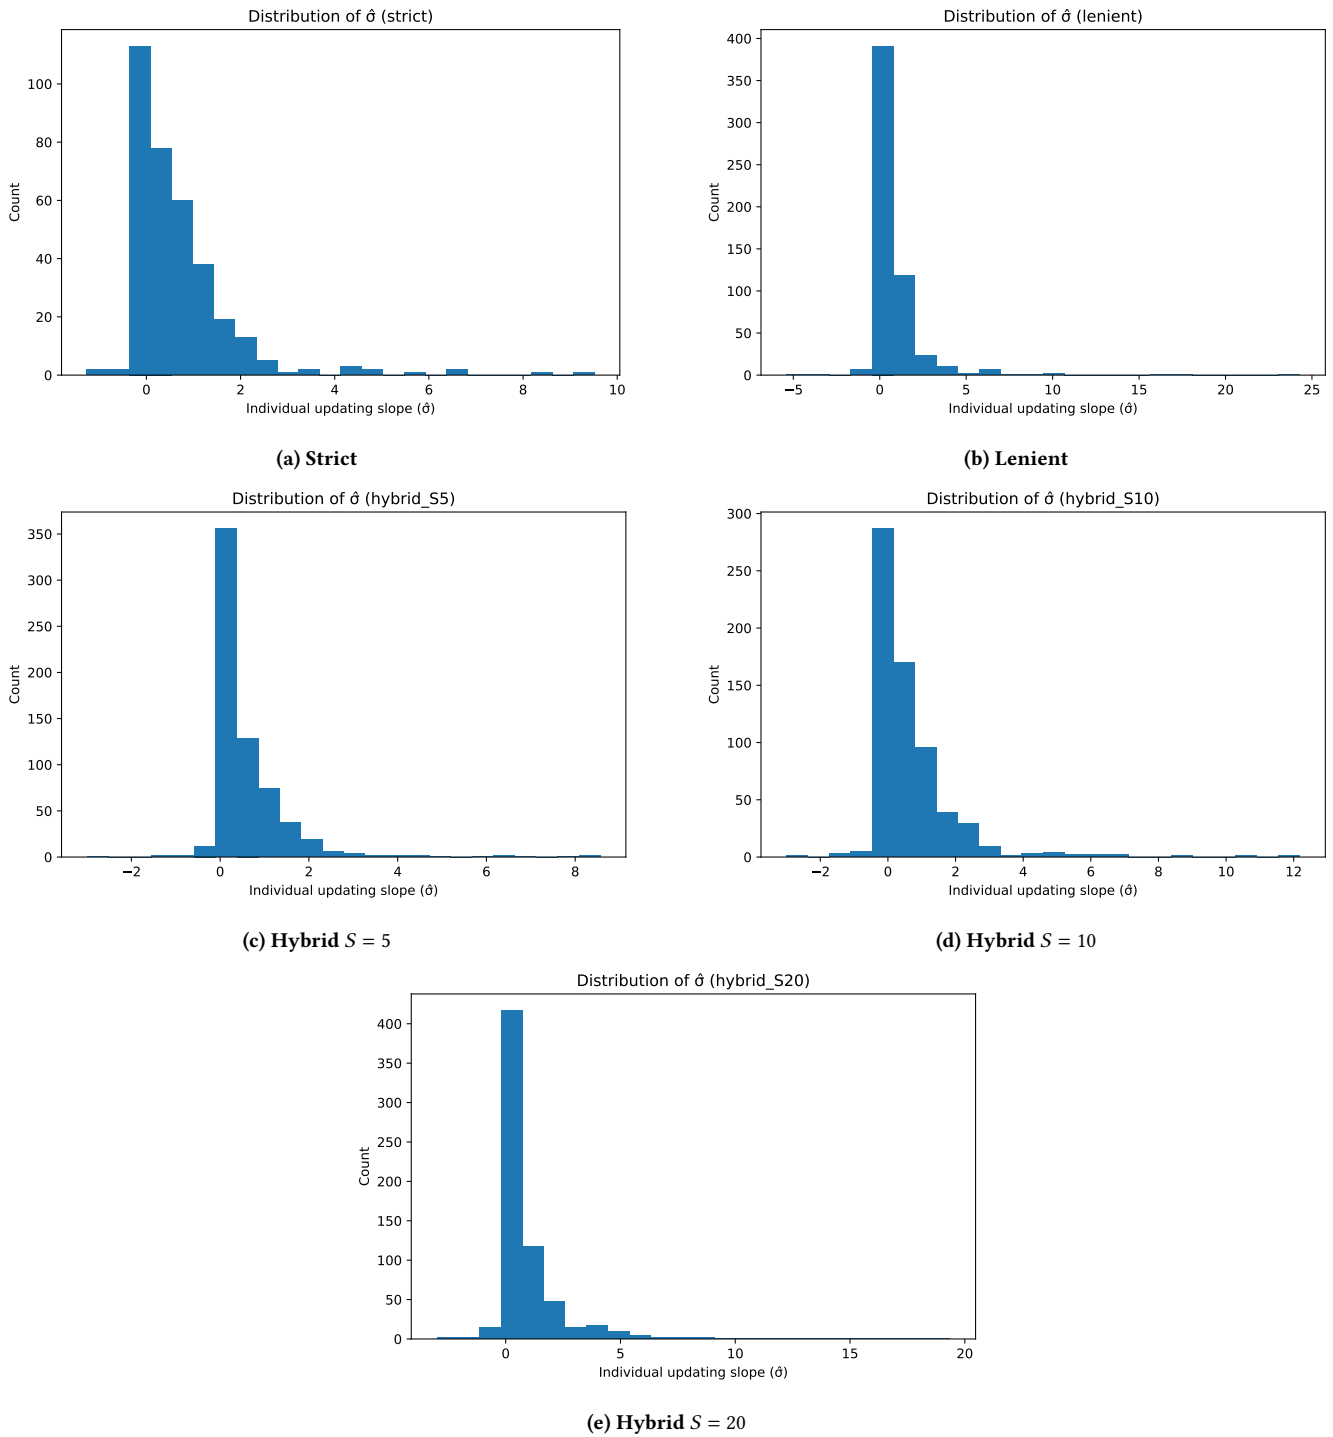 Distribution of σ̂ (strict)
Count
100
80
60
40
20
0
0 2 4 6 8 10
Individual updating slope (σ̂)
(a) Strict
Distribution of σ̂ (lenient)
Count
400
350
300
250
200
150
100
50
0
−5 0 5 10 15 20 25
Individual updating slope (σ̂)
(b) Lenient
Distribution of σ̂ (hybrid_S5)
Count
350
300
250
200
150
100
50
0
−2 0 2 4 6 8
Individual updating slope (σ̂)
(c) Hybrid S = 5
Distribution of σ̂ (hybrid_S10)
Count
300
250
200
150
100
50
0
−2 0 2 4 6 8 10 12
Individual updating slope (σ̂)
(d) Hybrid S = 10
Distribution of σ̂ (hybrid_S20)
Count
400
350
300
250
200
150
100
50
0
0 5 10 15 20
Individual updating slope (σ̂)
(e) Hybrid S = 20